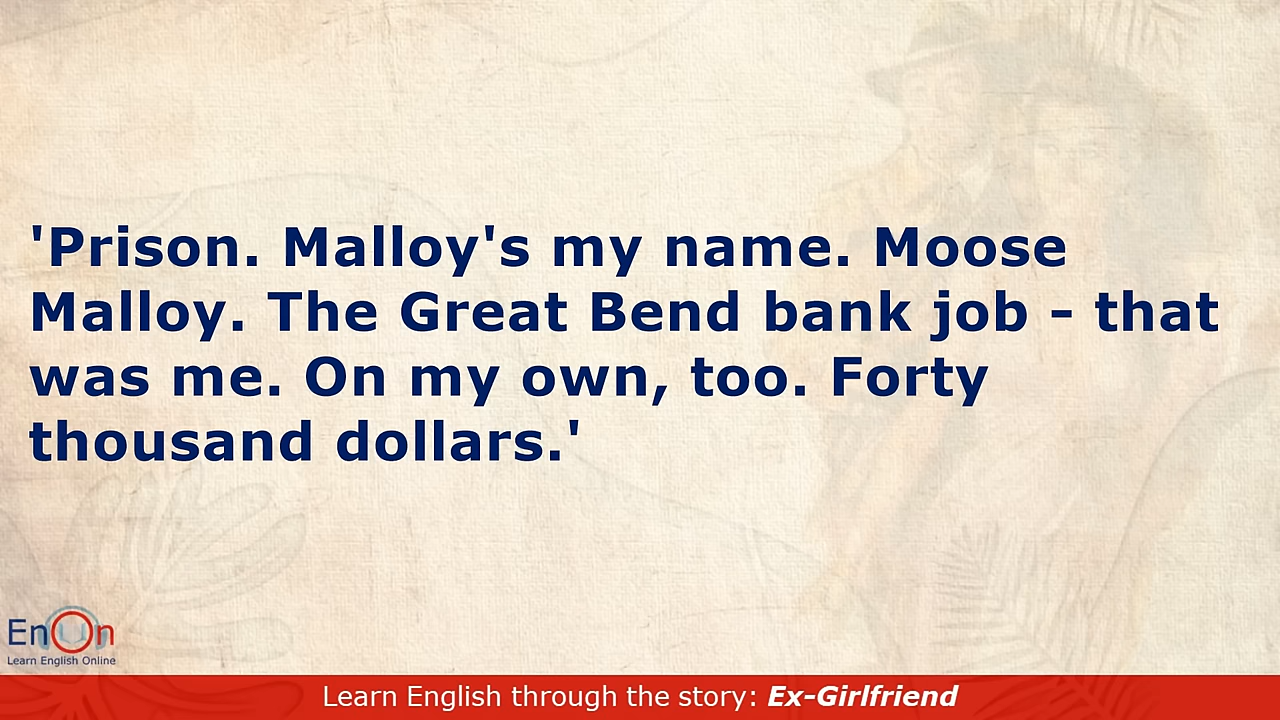 'Prison. Malloy's my name. Moose
Malloy. The Great Bend bank job - that
was me. On my own, too. Forty
thousand dollars.'
EnOn
Learn English Online
Learn English through the story: Ex-Girlfriend